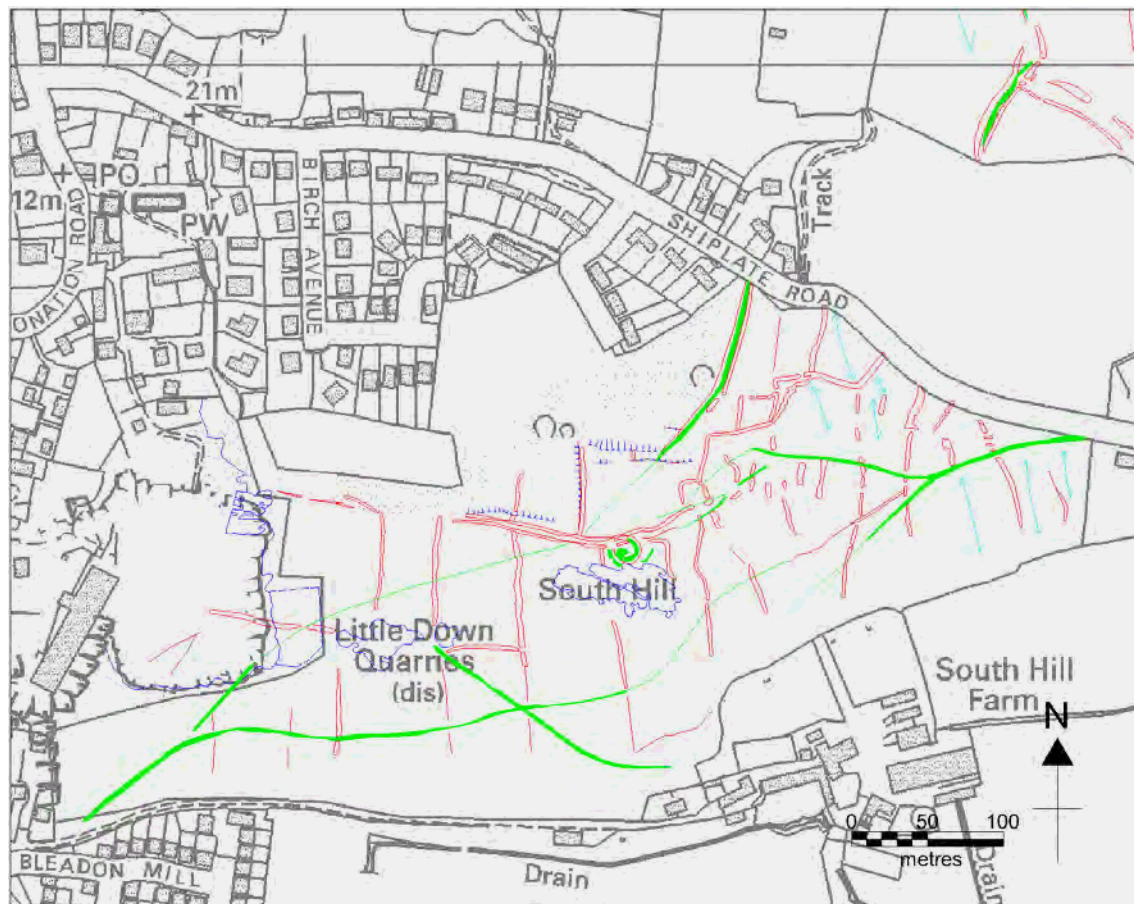 21m
PO
12m
PW
ONATION ROAD
BIRCH AVENUE
SHIPLATE ROAD
Track
South Hill
Little Down
Quarries
(dis)
South Hill
Farm
N
0 50 100
metres
BLEADON MILL
Drain
Drain